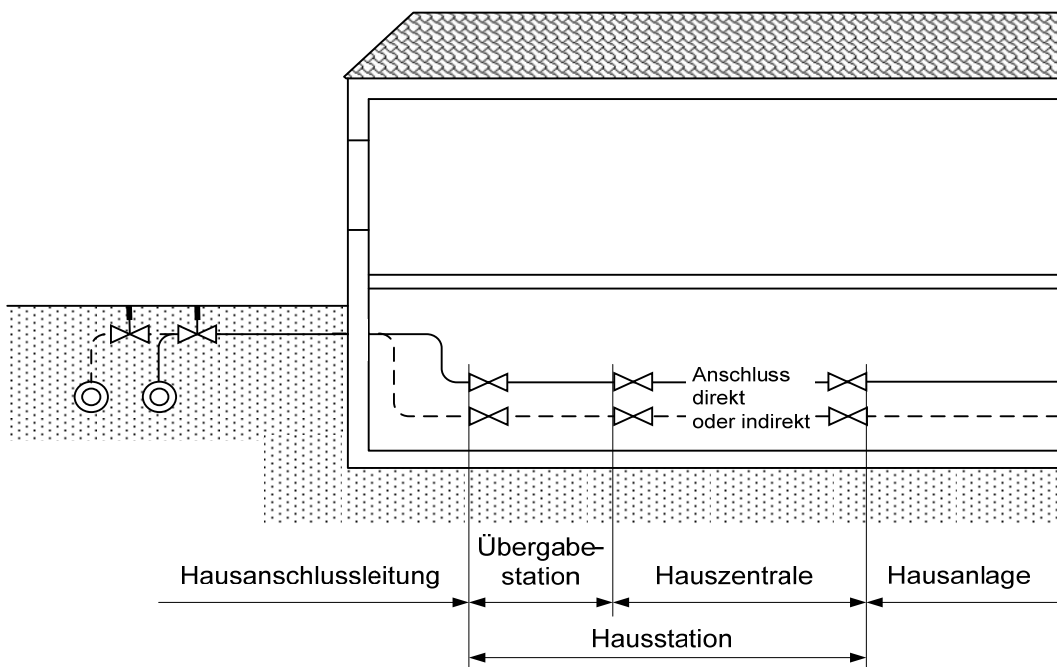 Anschluss
direkt
oder indirekt
Übergabe-
station
Hausanschlussleitung
Hauszentrale
Hausanlage
Hausstation